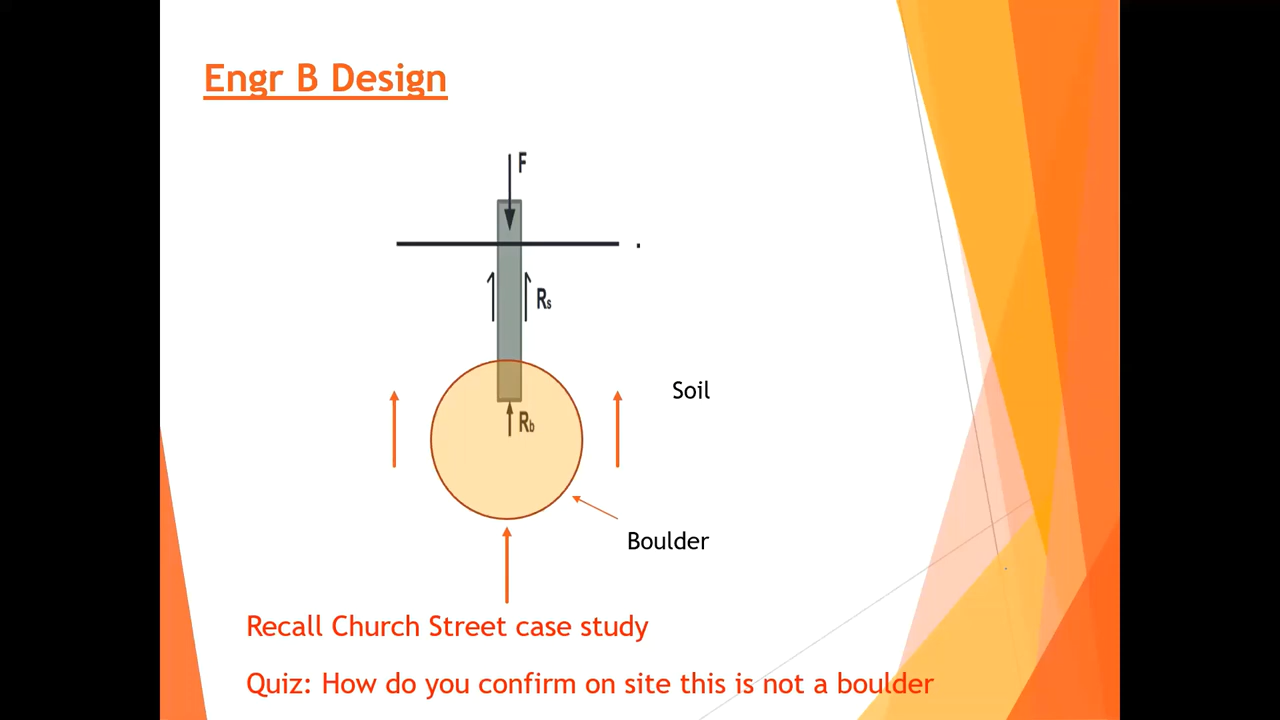 Engr B Design
F
Rs
Soil
Rb
Boulder
Recall Church Street case study
Quiz: How do you confirm on site this is not a boulder